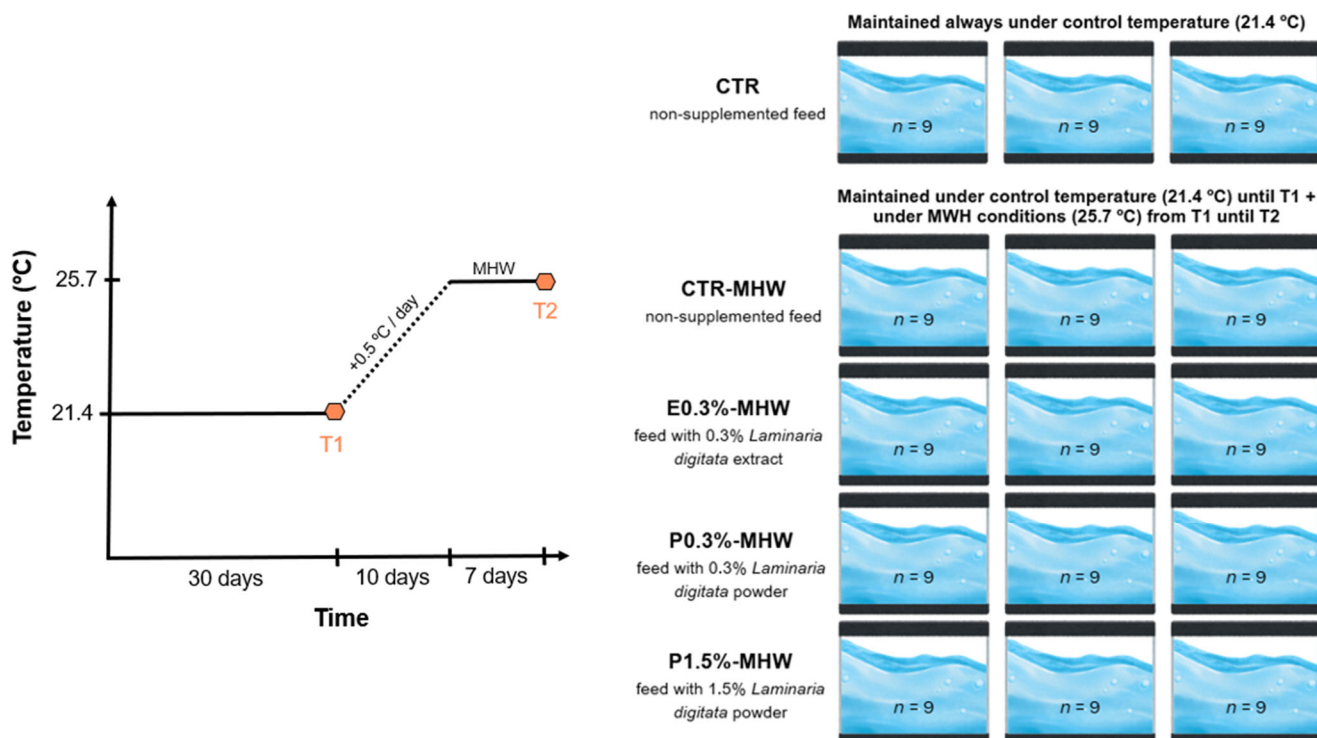 Temperature (ºC)
25.7
21.4
+0.5 ºC / day
MHW
T1
T2
30 days
10 days
7 days
Time
Maintained always under control temperature (21.4 ºC)
CTR
non-supplemented feed
n = 9
n = 9
n = 9
Maintained under control temperature (21.4 ºC) until T1 +
under MWH conditions (25.7 ºC) from T1 until T2
CTR-MHW
non-supplemented feed
n = 9
n = 9
n = 9
E0.3%-MHW
feed with 0.3% Laminaria
digitata extract
n = 9
n = 9
n = 9
P0.3%-MHW
feed with 0.3% Laminaria
digitata powder
n = 9
n = 9
n = 9
P1.5%-MHW
feed with 1.5% Laminaria
digitata powder
n = 9
n = 9
n = 9